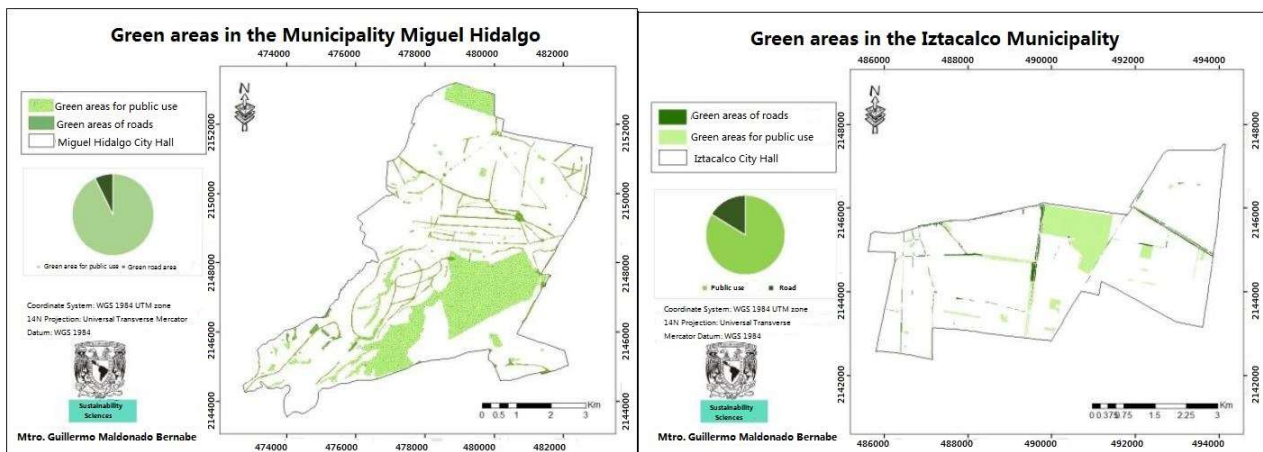 Green areas in the Municipality Miguel Hidalgo
474000 476000 478000 480000 482000
N
Green areas for public use
Green areas of roads
Miguel Hidalgo City Hall
2152000
2150000
2148000
2146000
2144000
Green area for public use Green road area
Coordinate System: WGS 1984 UTM zone
14N Projection: Universal Transverse Mercator
Datum: WGS 1984
Sustainability
Sciences
Mtro. Guillermo Maldonado Bernabe
Km
0 0.5 1 2 3
474000 476000 478000 480000 482000
Green areas in the Iztacalco Municipality
486000 488000 490000 492000 494000
N
Green areas of roads
Green areas for public use
Iztacalco City Hall
2148000
2146000
2144000
2142000
Public use Road
Coordinate System: WGS 1984 UTM zone
14N Projection: Universal Transverse
Mercator Datum: WGS 1984
Sustainability
Sciences
Mtro. Guillermo Maldonado Bernabe
Km
0 0.375 0.75 1.5 2.25 3
486000 488000 490000 492000 494000